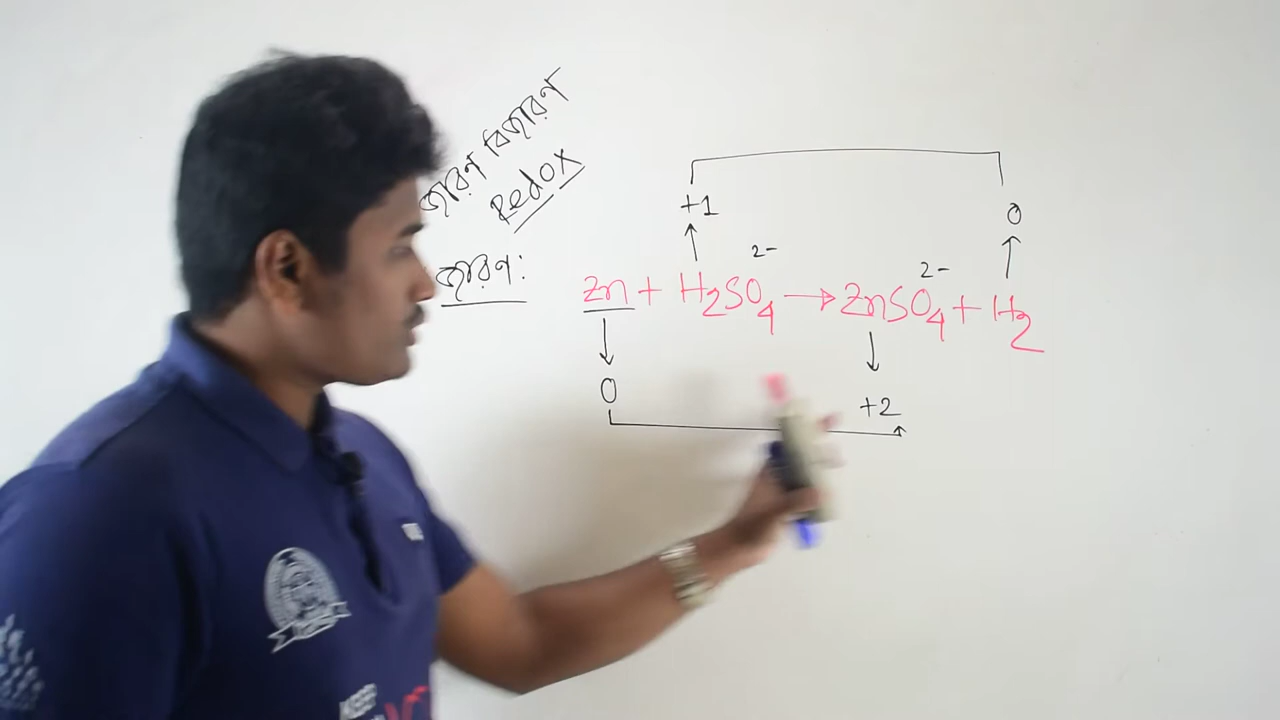 জারণ বিজারণ
Redox
জারণ:
+1 0
2- 2-
Zn + H2SO4 → ZnSO4 + H2
0 +2